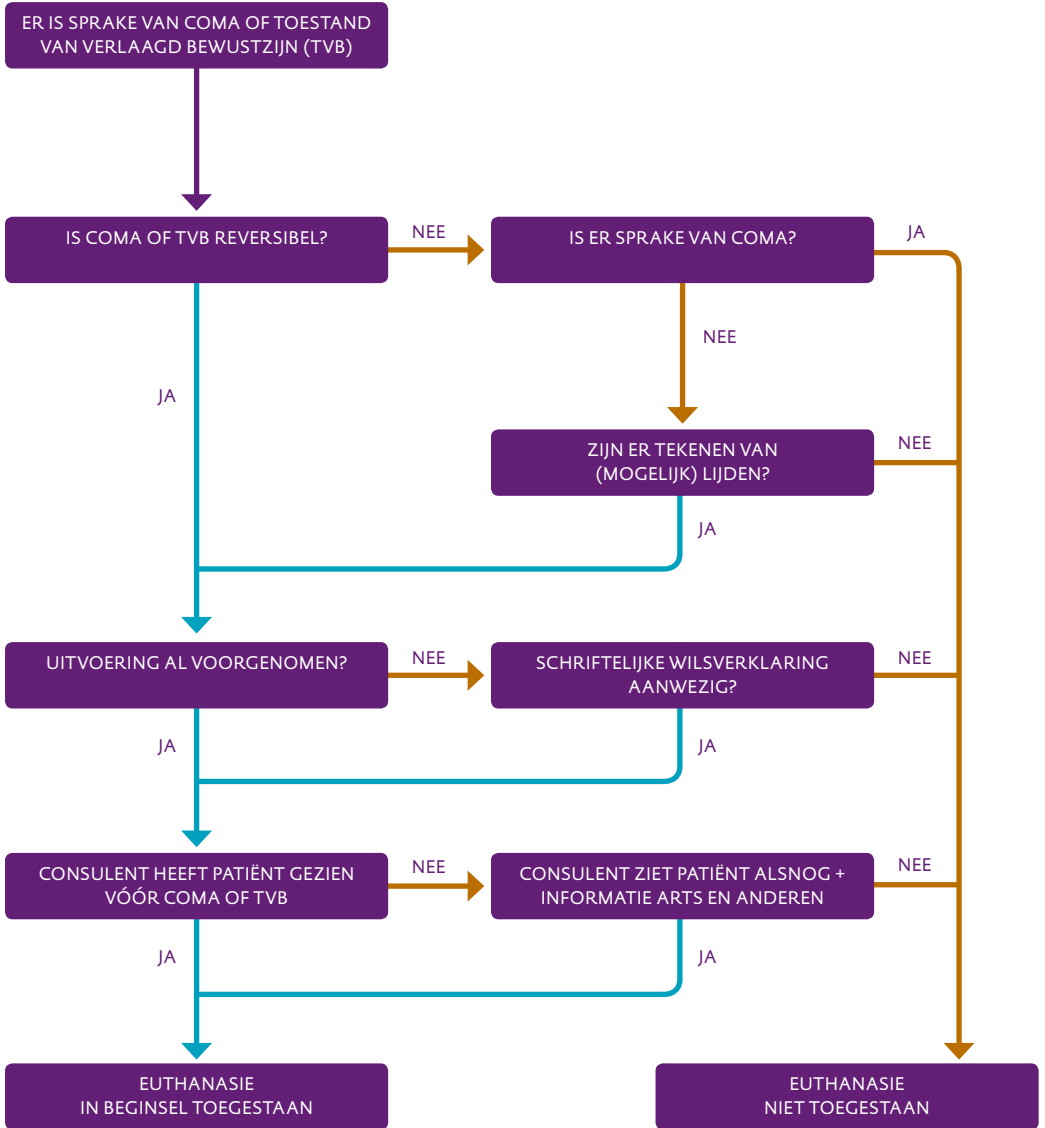 ER IS SPRAKE VAN COMA OF TOESTAND
VAN VERLAAGD BEWUSTZIJN (TVB)
IS COMA OF TVB REVERSIBEL?
NEE
IS ER SPRAKE VAN COMA?
JA
NEE
JA
ZIJN ER TEKENEN VAN
(MOGELIJK) LIJDEN?
NEE
JA
UITVOERING AL VOORGENOMEN?
NEE
SCHRIFTELIJKE WILSVERKLARING
AANWEZIG?
NEE
JA
JA
CONSULENT HEEFT PATIËNT GEZIEN
VÓÓR COMA OF TVB
NEE
CONSULENT ZIET PATIËNT ALSNOG +
INFORMATIE ARTS EN ANDEREN
NEE
JA
JA
EUTHANASIE
IN BEGINSEL TOEGESTAAN
EUTHANASIE
NIET TOEGESTAAN